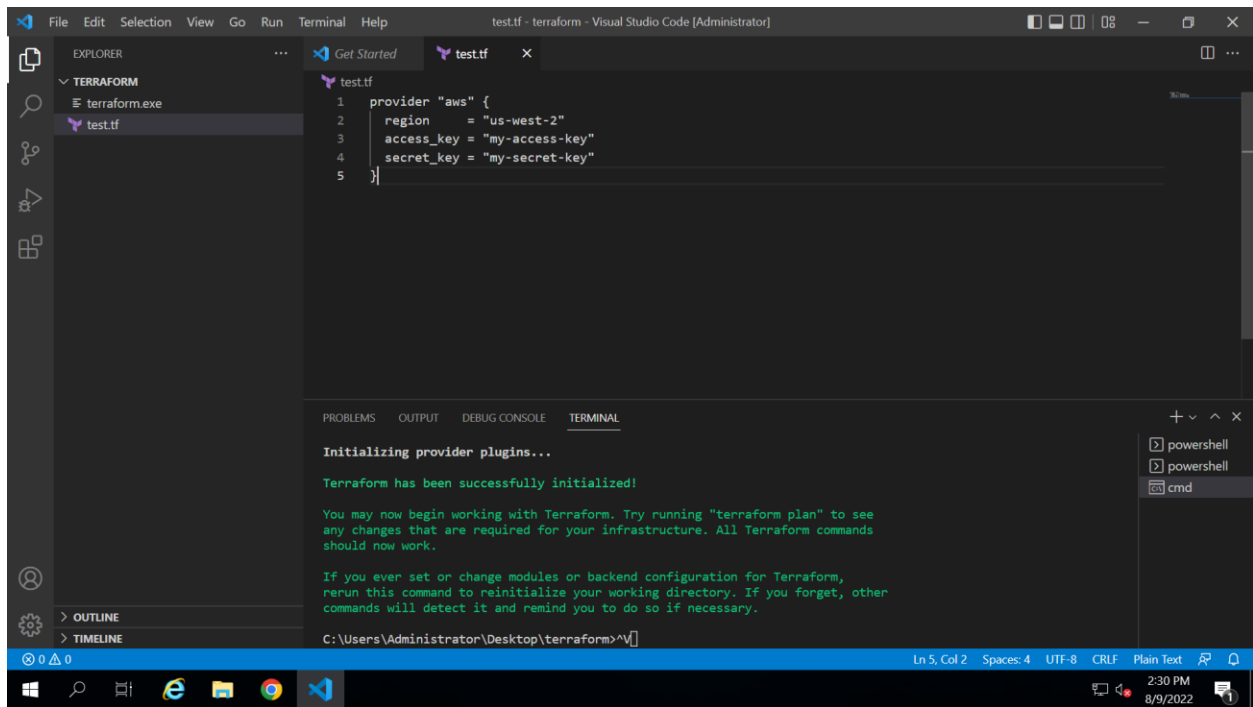 File Edit Selection View Go Run Terminal Help test.tf - terraform - Visual Studio Code [Administrator]
EXPLORER ...
TERRAFORM
terraform.exe
test.tf
Get Started test.tf
test.tf
1 provider "aws" {
2 region = "us-west-2"
3 access_key = "my-access-key"
4 secret_key = "my-secret-key"
5 }
PROBLEMS OUTPUT DEBUG CONSOLE TERMINAL
Initializing provider plugins...
Terraform has been successfully initialized!
You may now begin working with Terraform. Try running "terraform plan" to see
any changes that are required for your infrastructure. All Terraform commands
should now work.
If you ever set or change modules or backend configuration for Terraform,
rerun this command to reinitialize your working directory. If you forget, other
commands will detect it and remind you to do so if necessary.
C:\Users\Administrator\Desktop\terraform>^V
powershell
powershell
cmd
OUTLINE
TIMELINE
0 0 Ln 5, Col 2 Spaces: 4 UTF-8 CRLF Plain Text
2:30 PM
8/9/2022
1